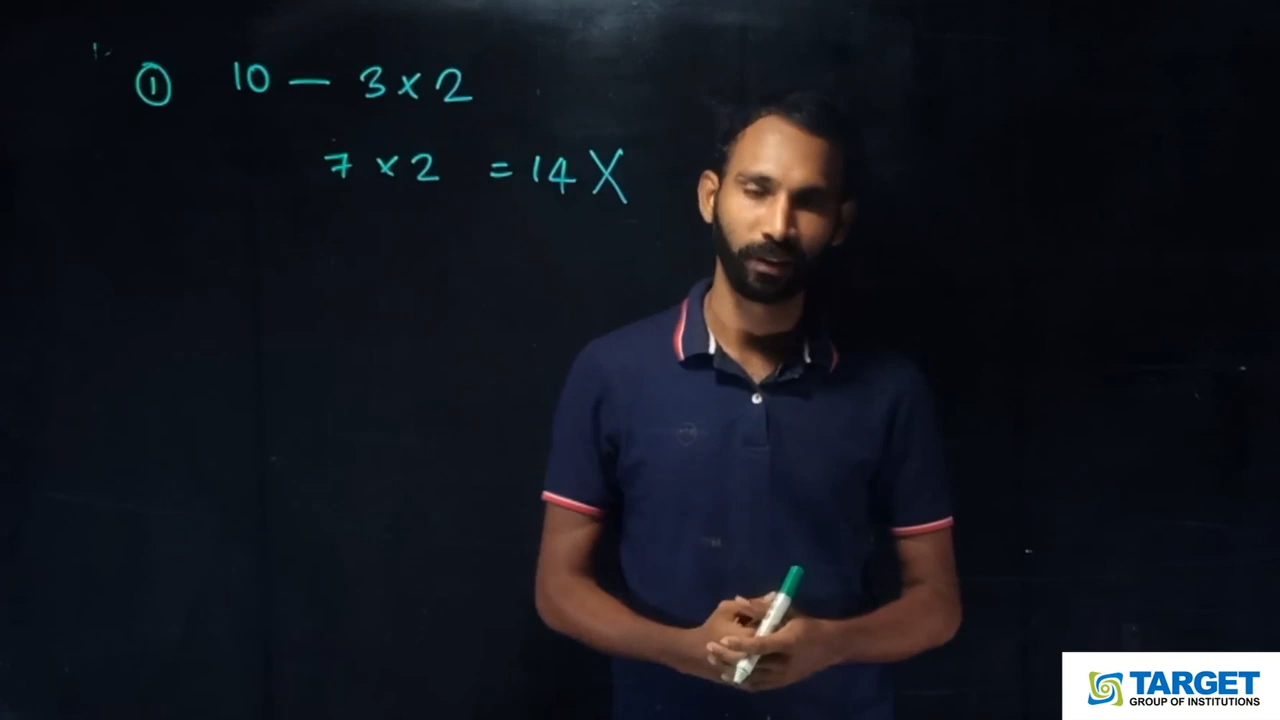 ① 10 — 3 × 2
7 × 2 = 14 X
TARGET
GROUP OF INSTITUTIONS